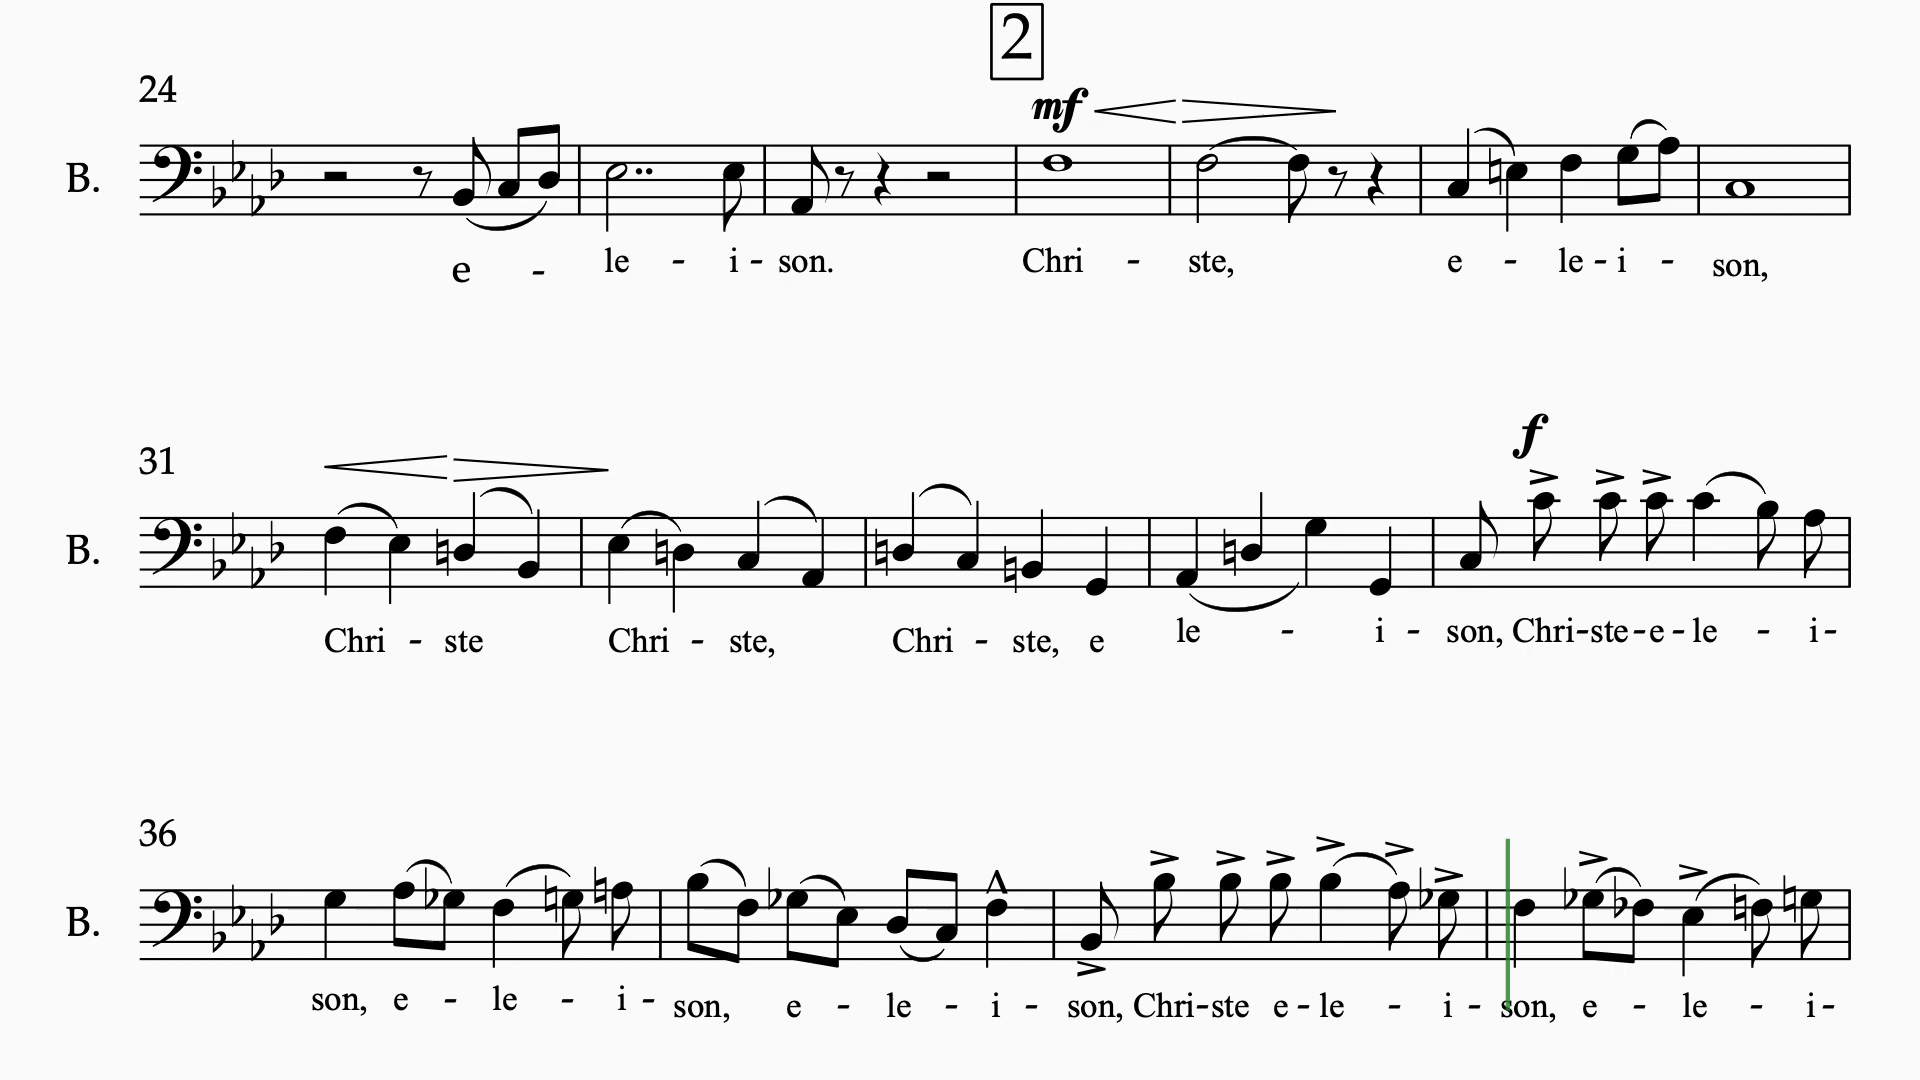 2
24
mf
B.
e - le - i - son. Chri - ste, e - le - i - son,
31
f
B.
Chri - ste Chri - ste, Chri - ste, e le - i - son, Chri - ste - e - le - i -
36
B.
son, e - le - i - son, e - le - i - son, Chri - ste e - le - i - son, e - le - i -